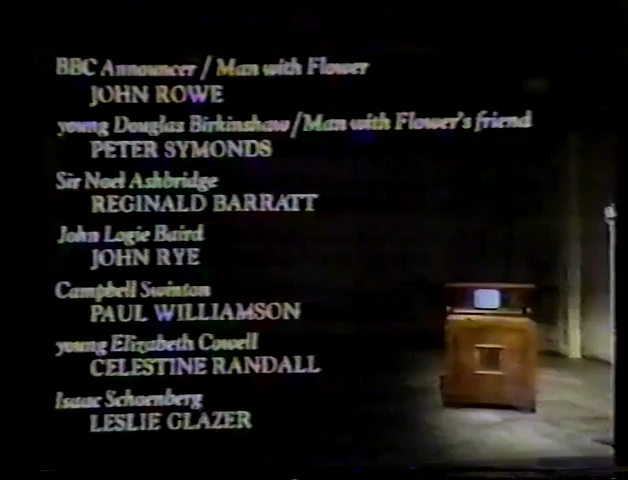 BBC Announcer / Man with Flower
JOHN ROWE
young Douglas Birkinshaw / Man with Flower's friend
PETER SYMONDS
Sir Noel Ashbridge
REGINALD BARRATT
John Logie Baird
JOHN RYE
Campbell Swinton
PAUL WILLIAMSON
young Elizabeth Cowell
CELESTINE RANDALL
Isaac Schoenberg
LESLIE GLAZER